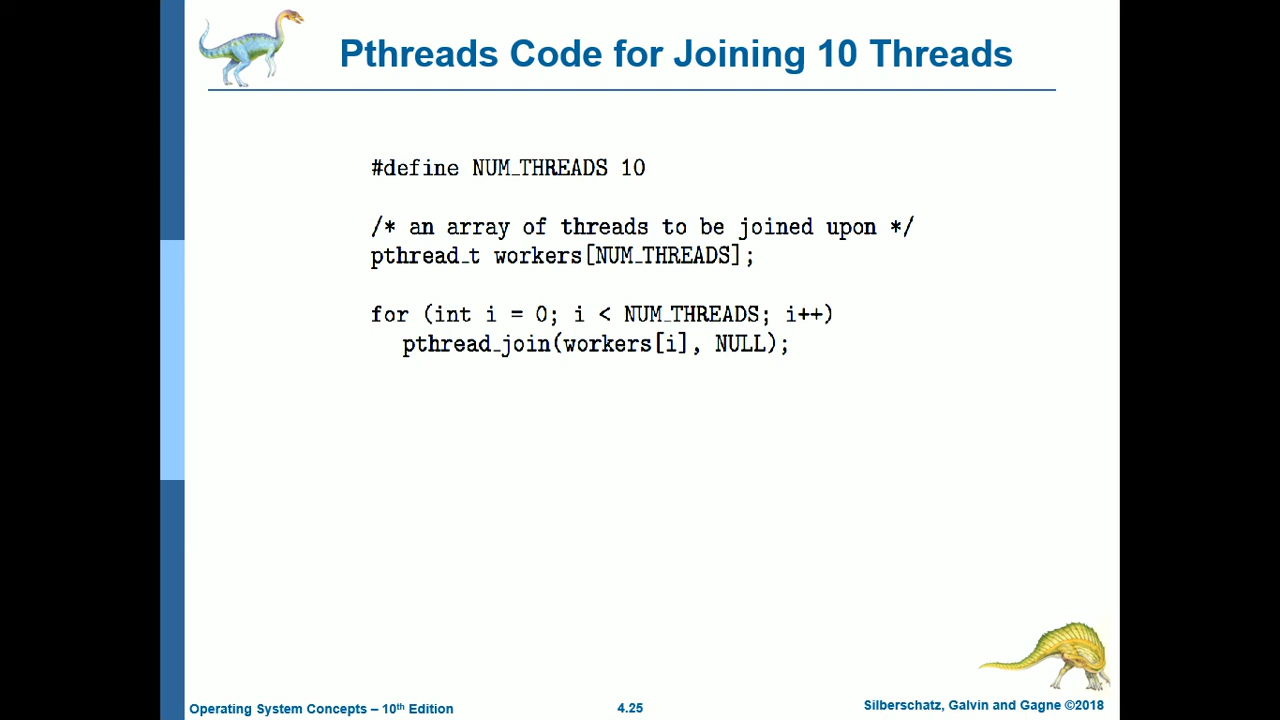 Pthreads Code for Joining 10 Threads
#define NUM_THREADS 10
/* an array of threads to be joined upon */
pthread_t workers[NUM_THREADS];
for (int i = 0; i < NUM_THREADS; i++)
pthread_join(workers[i], NULL);
Operating System Concepts – 10th Edition
4.25
Silberschatz, Galvin and Gagne ©2018